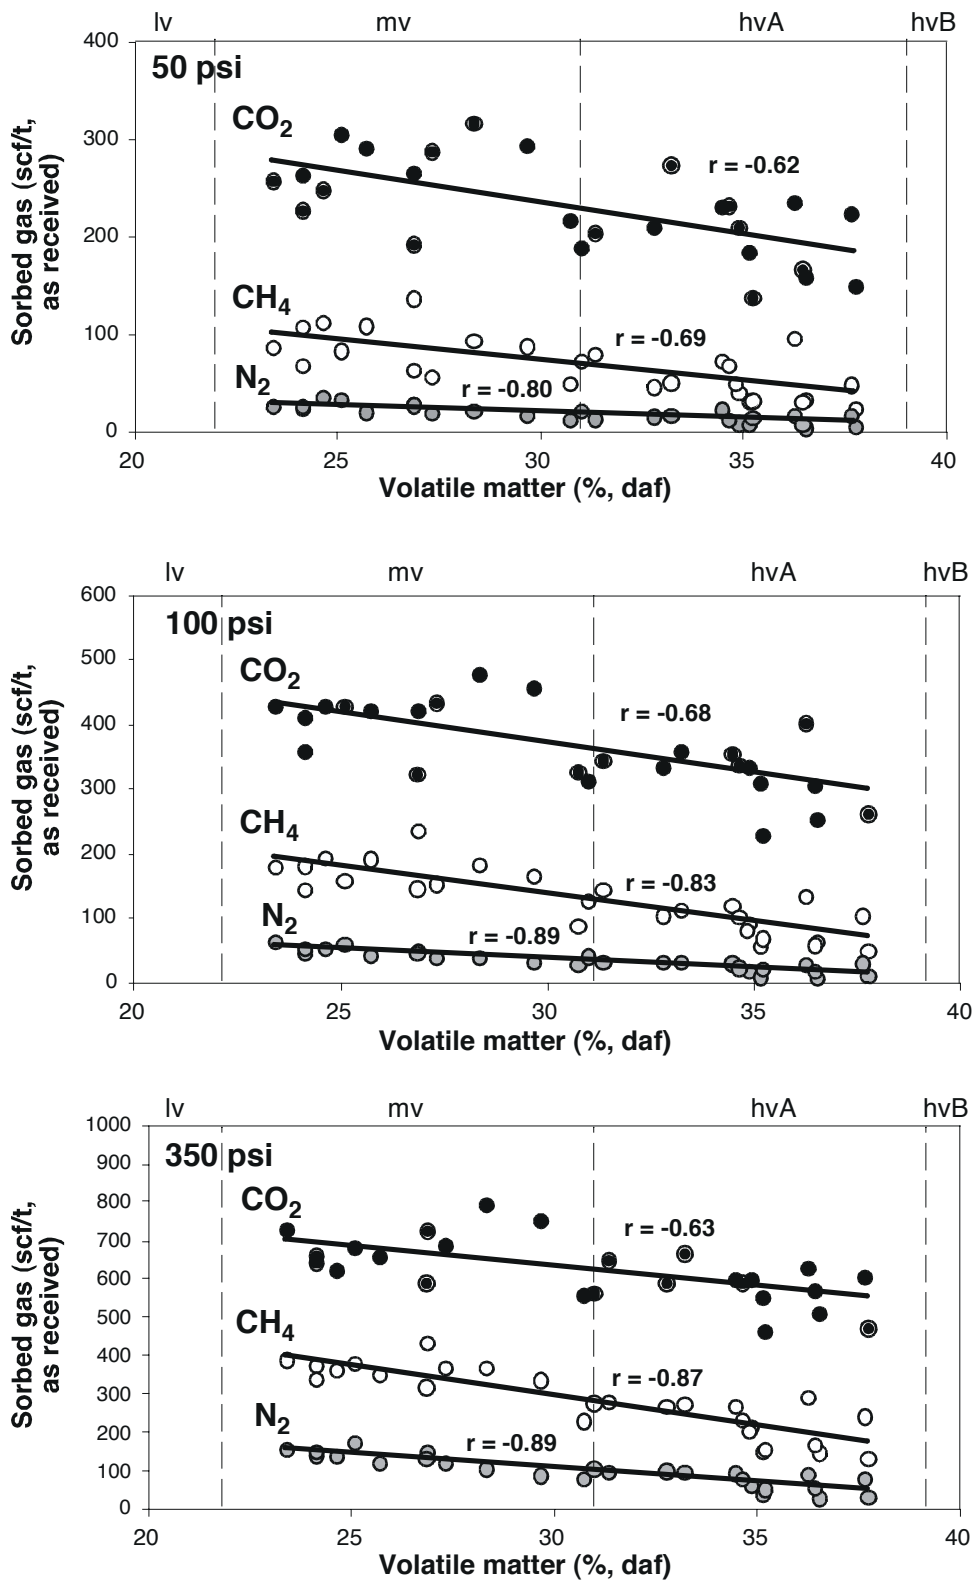 lv mv hvA hvB
50 psi
400
300
200
100
0
Sorbed gas (scf/t,
as received)
CO2
r = -0.62
CH4
r = -0.69
N2
r = -0.80
20 25 30 35 40
Volatile matter (%, daf)
lv mv hvA hvB
100 psi
600
500
400
300
200
100
0
Sorbed gas (scf/t,
as received)
CO2
r = -0.68
CH4
r = -0.83
N2
r = -0.89
20 25 30 35 40
Volatile matter (%, daf)
lv mv hvA hvB
350 psi
1000
900
800
700
600
500
400
300
200
100
0
Sorbed gas (scf/t,
as received)
CO2
r = -0.63
CH4
r = -0.87
N2
r = -0.89
20 25 30 35 40
Volatile matter (%, daf)